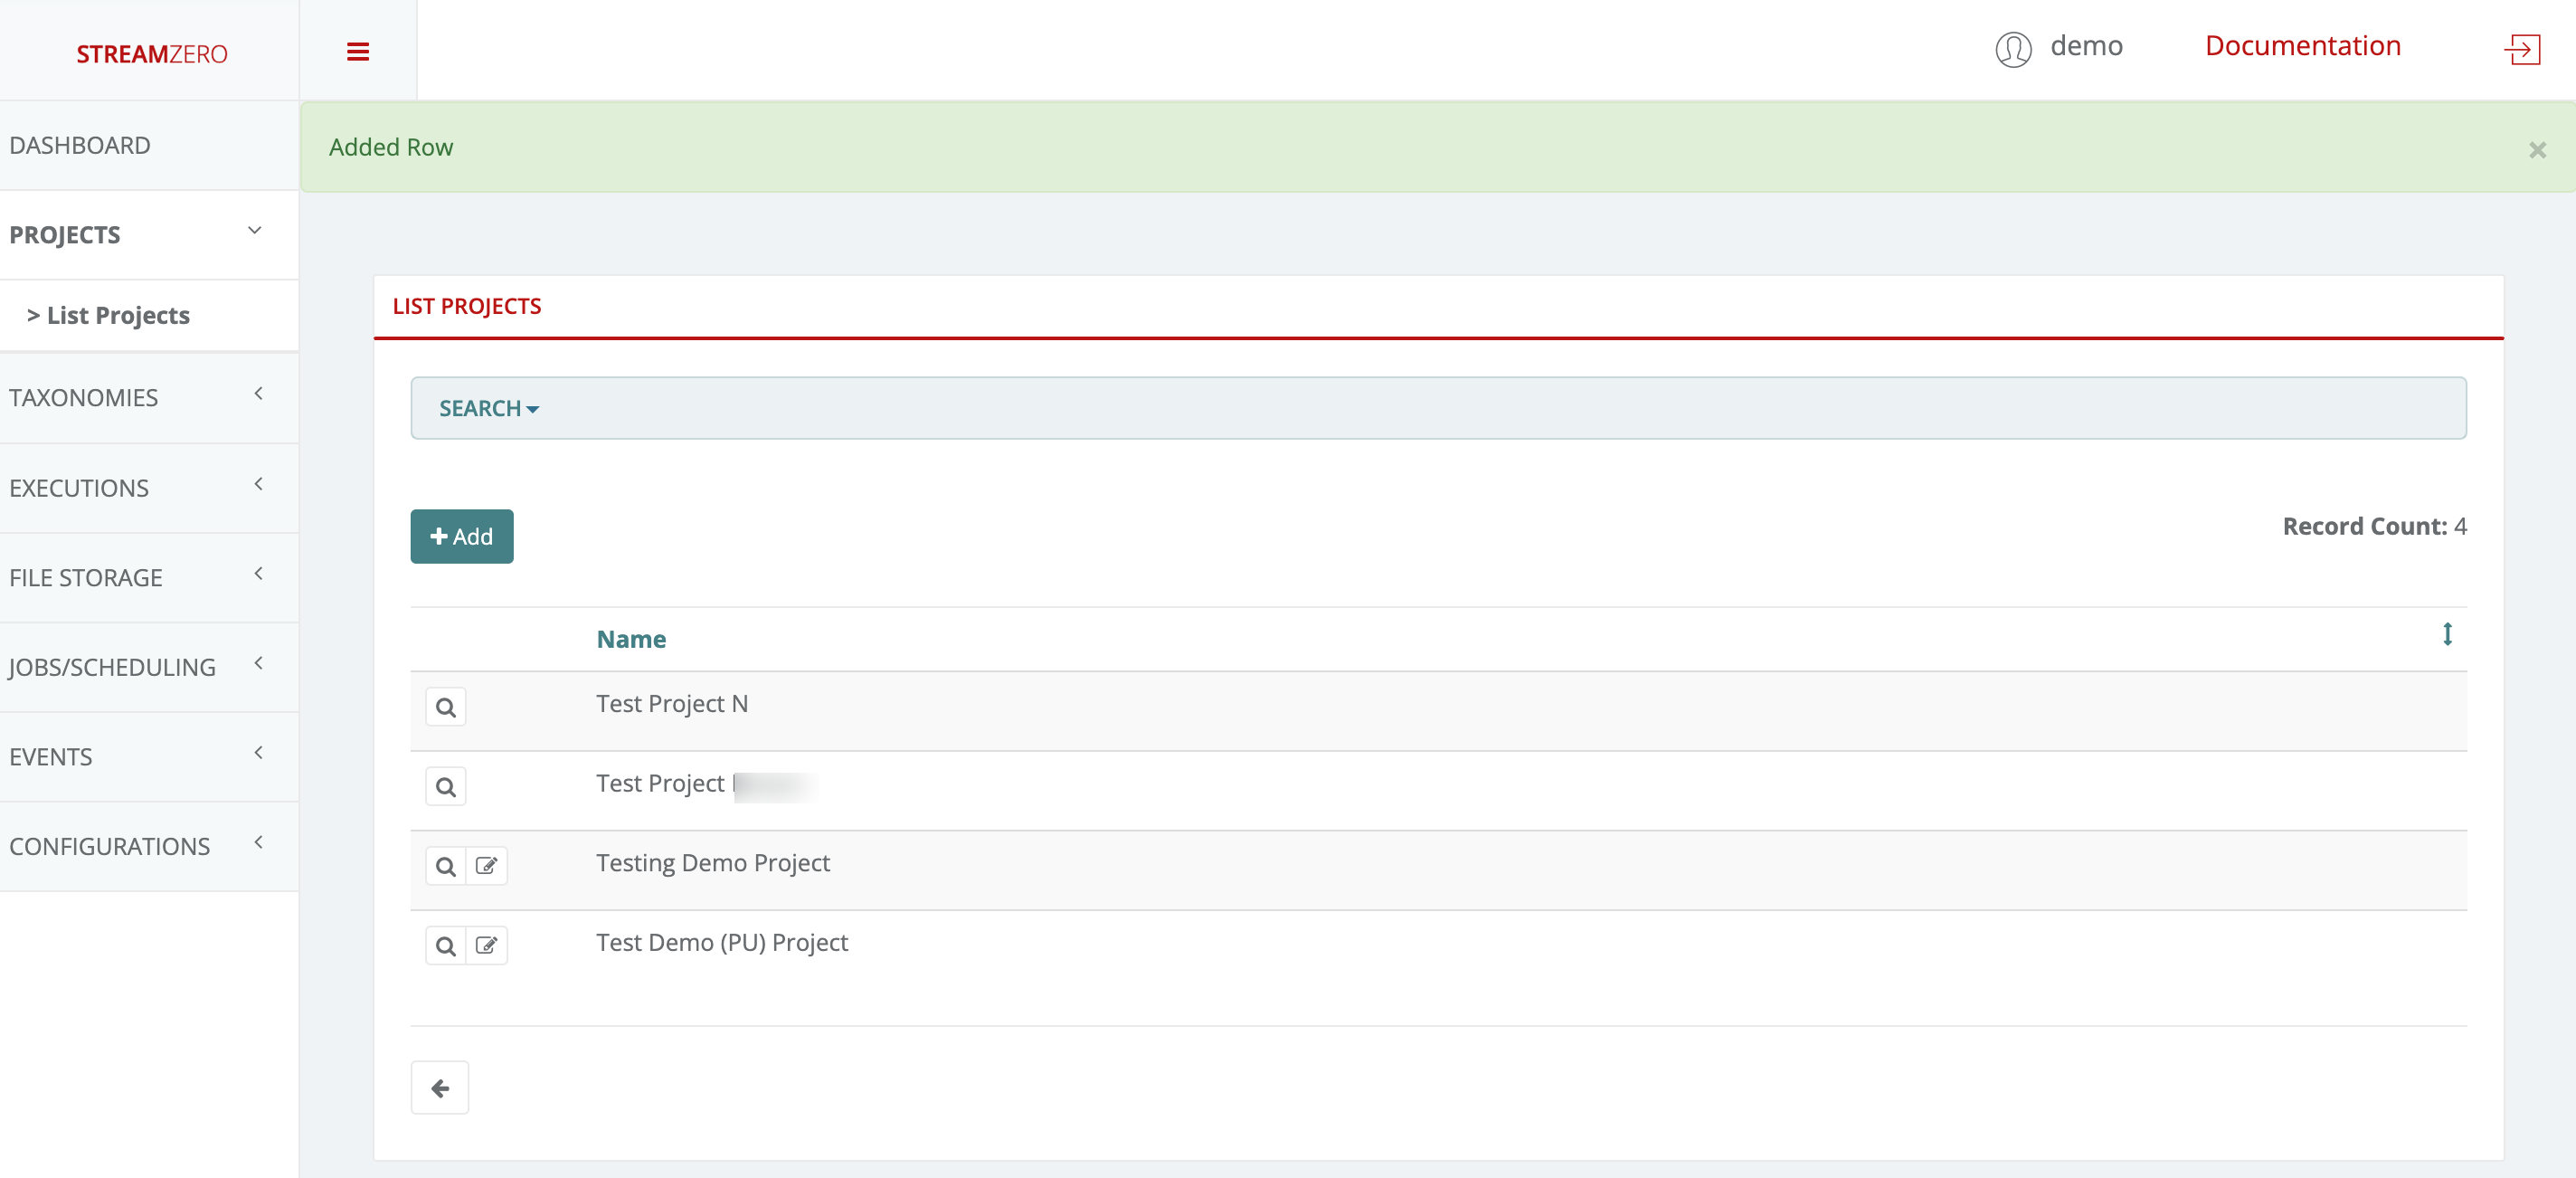 STREAMZERO
demo
Documentation
DASHBOARD
Added Row
×
PROJECTS
> List Projects
LIST PROJECTS
TAXONOMIES
SEARCH
EXECUTIONS
Add
Record Count: 4
FILE STORAGE
Name
JOBS/SCHEDULING
Test Project N
EVENTS
Test Project
CONFIGURATIONS
Testing Demo Project
Test Demo (PU) Project